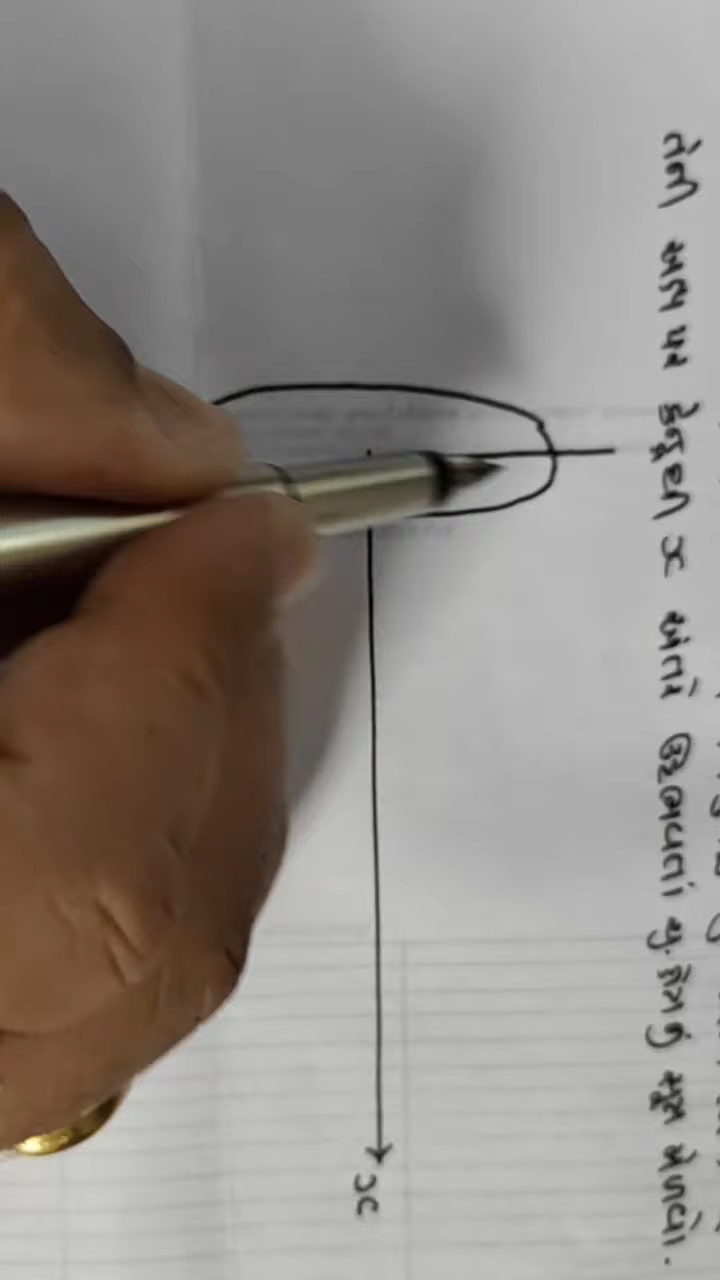 તેની અક્ષ પર કેન્દ્રથી x અંતરે ઉદ્ભવતાં ચુ.ક્ષેત્રનું સૂત્ર મેળવો.
x